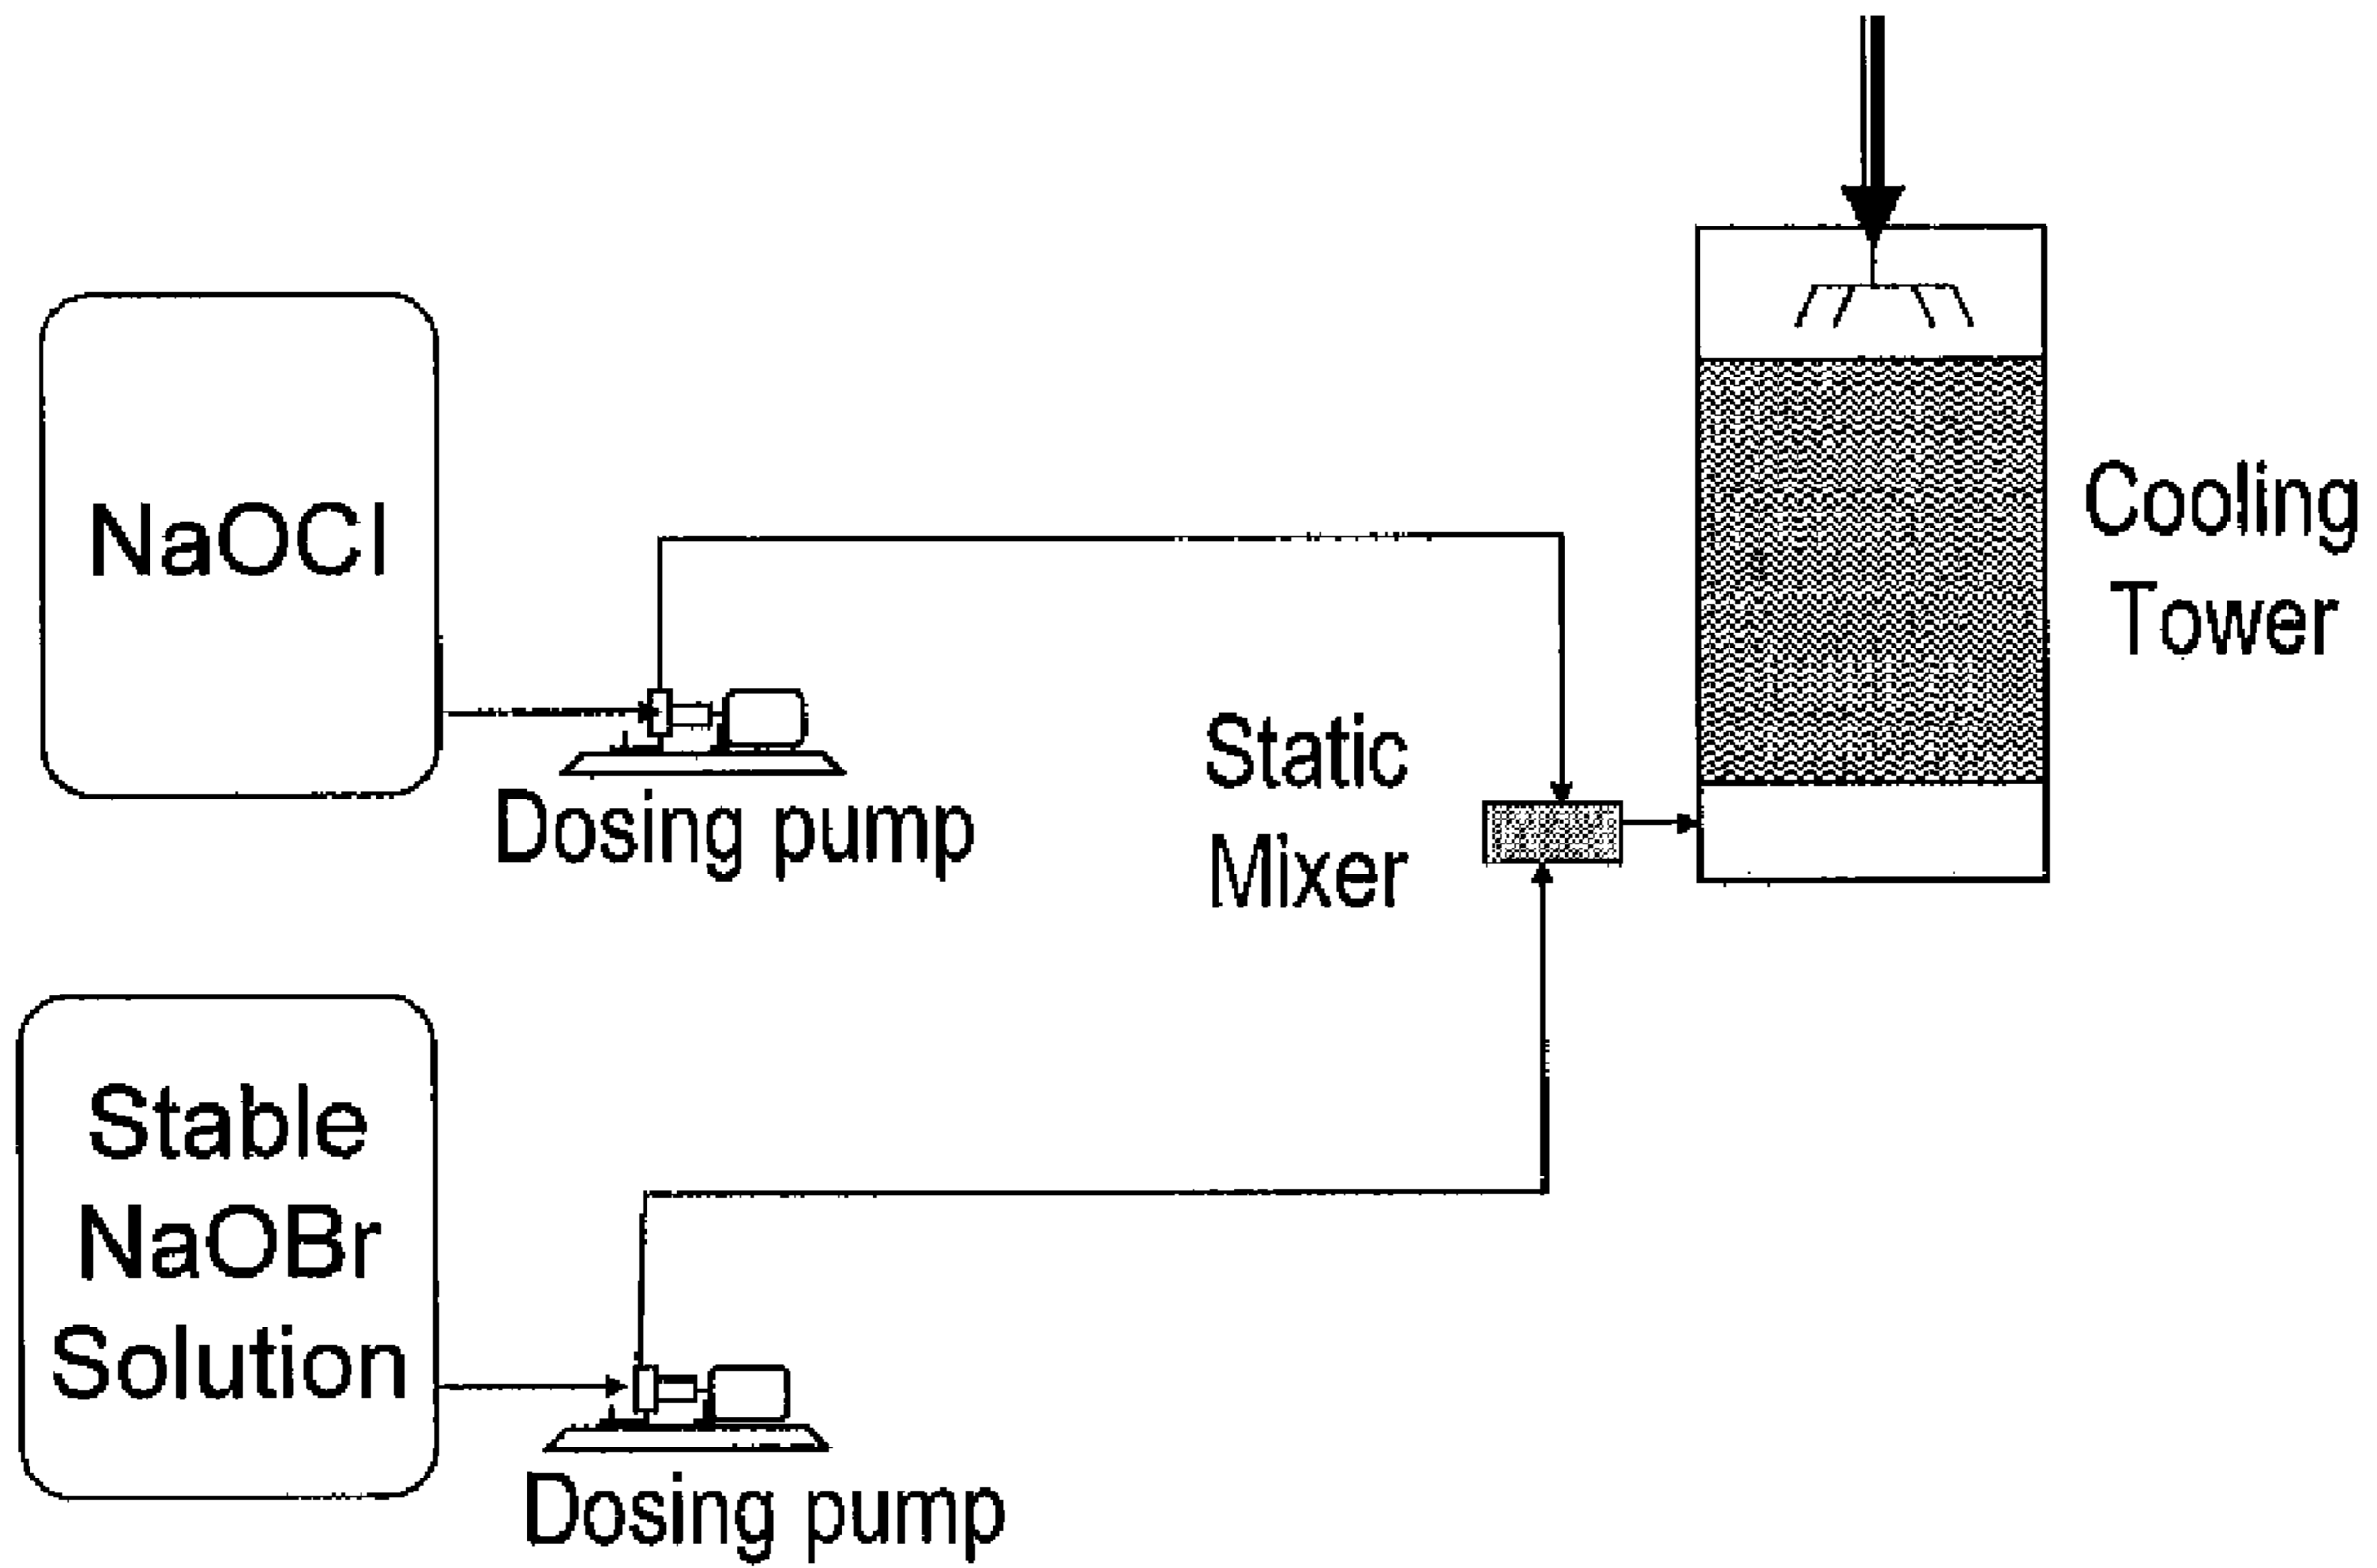 NaOCl
Cooling
Tower
Static
Mixer
Dosing pump
Stable
NaOBr
Solution
Dosing pump